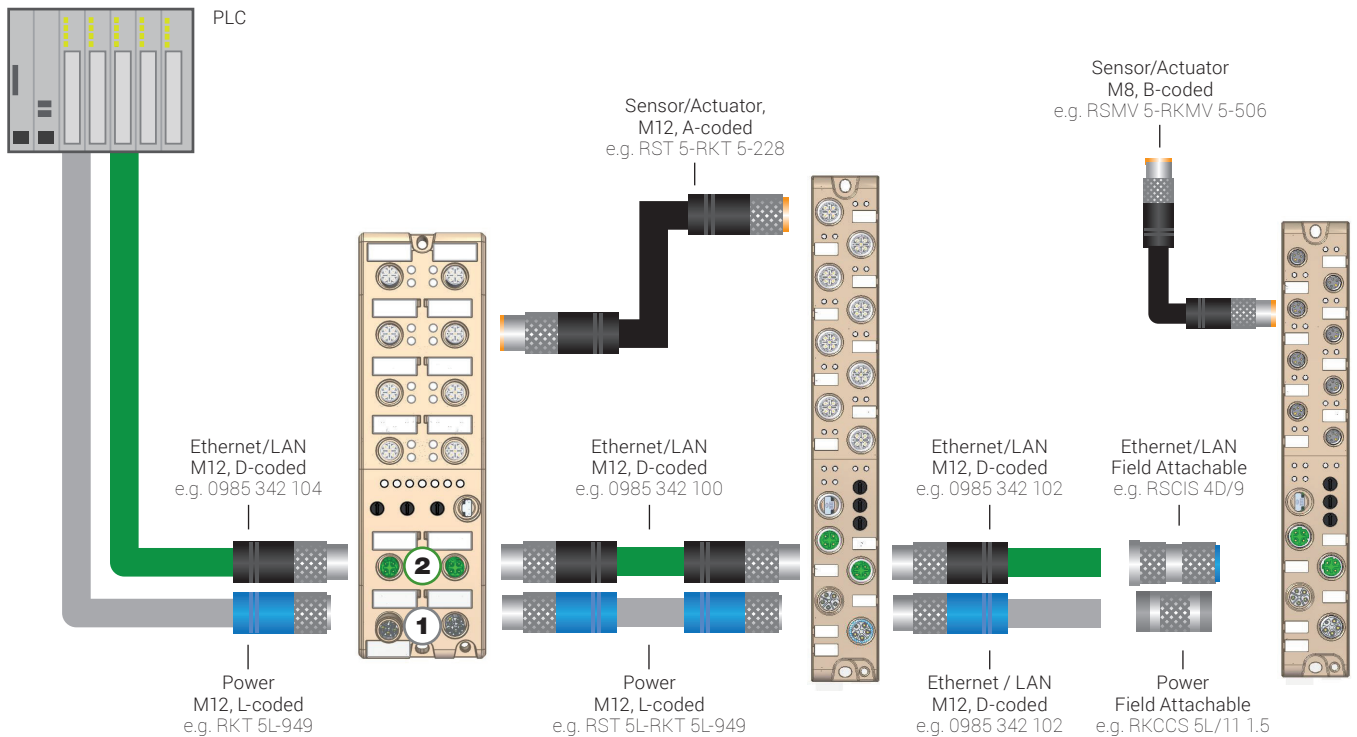 PLC
Sensor/Actuator
M8, B-coded
e.g. RSMV 5-RKMV 5-506
Sensor/Actuator,
M12, A-coded
e.g. RST 5-RKT 5-228
Ethernet/LAN
M12, D-coded
e.g. 0985 342 104
Ethernet/LAN
M12, D-coded
e.g. 0985 342 100
Ethernet/LAN
M12, D-coded
e.g. 0985 342 102
Ethernet/LAN
Field Attachable
e.g. RSCIS 4D/9
2
1
Power
M12, L-coded
e.g. RKT 5L-949
Power
M12, L-coded
e.g. RST 5L-RKT 5L-949
Ethernet / LAN
M12, D-coded
e.g. 0985 342 102
Power
Field Attachable
e.g. RKCCS 5L/11 1.5